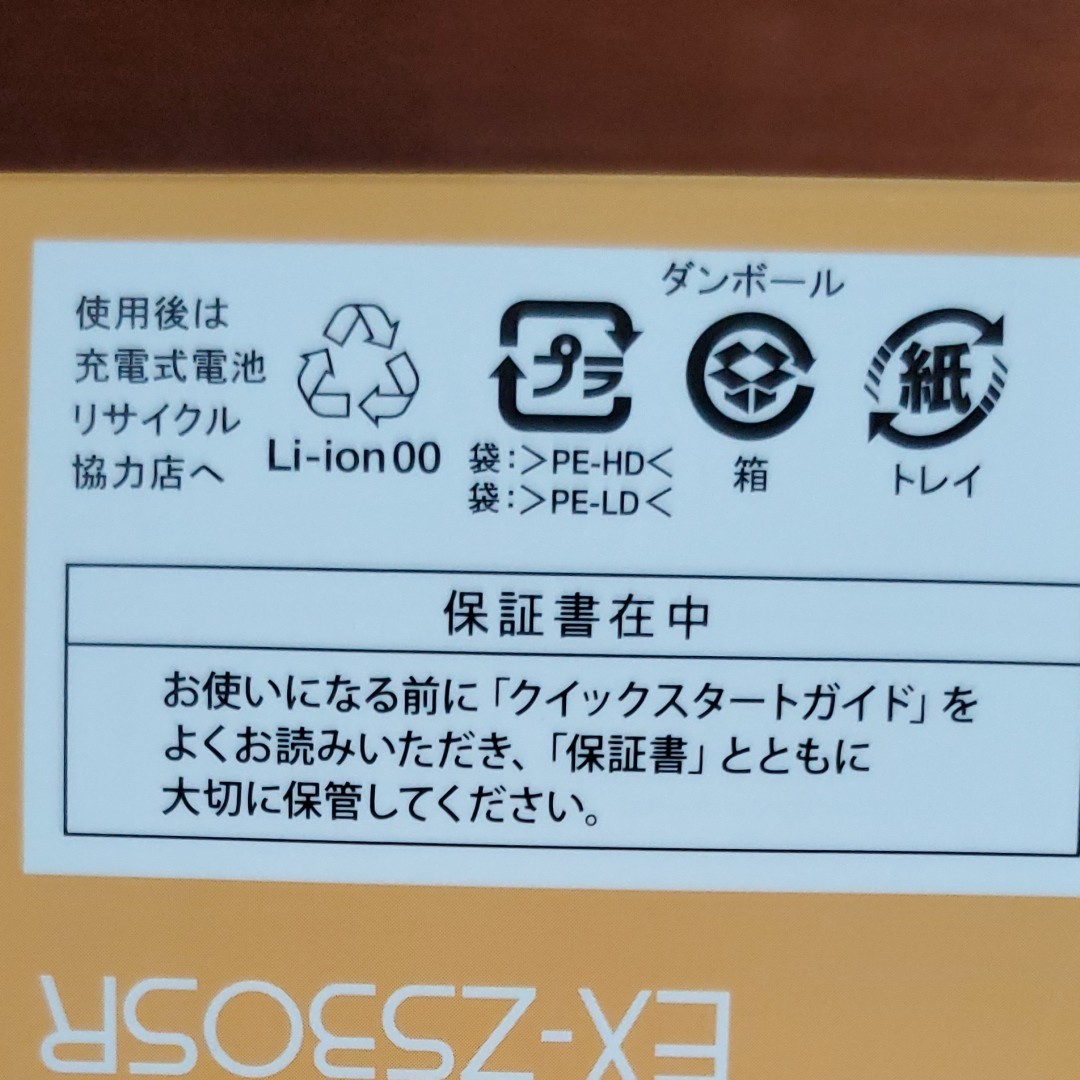 使用後は
充電式電池
リサイクル
協力店へ
Li-ion00
プラ
袋:>PE-HD<
袋:>PE-LD<
ダンボール
箱
紙
トレイ
保証書在中
お使いになる前に「クイックスタートガイド」を
よくお読みいただき、「保証書」とともに
大切に保管してください。
EX-ZS30SR